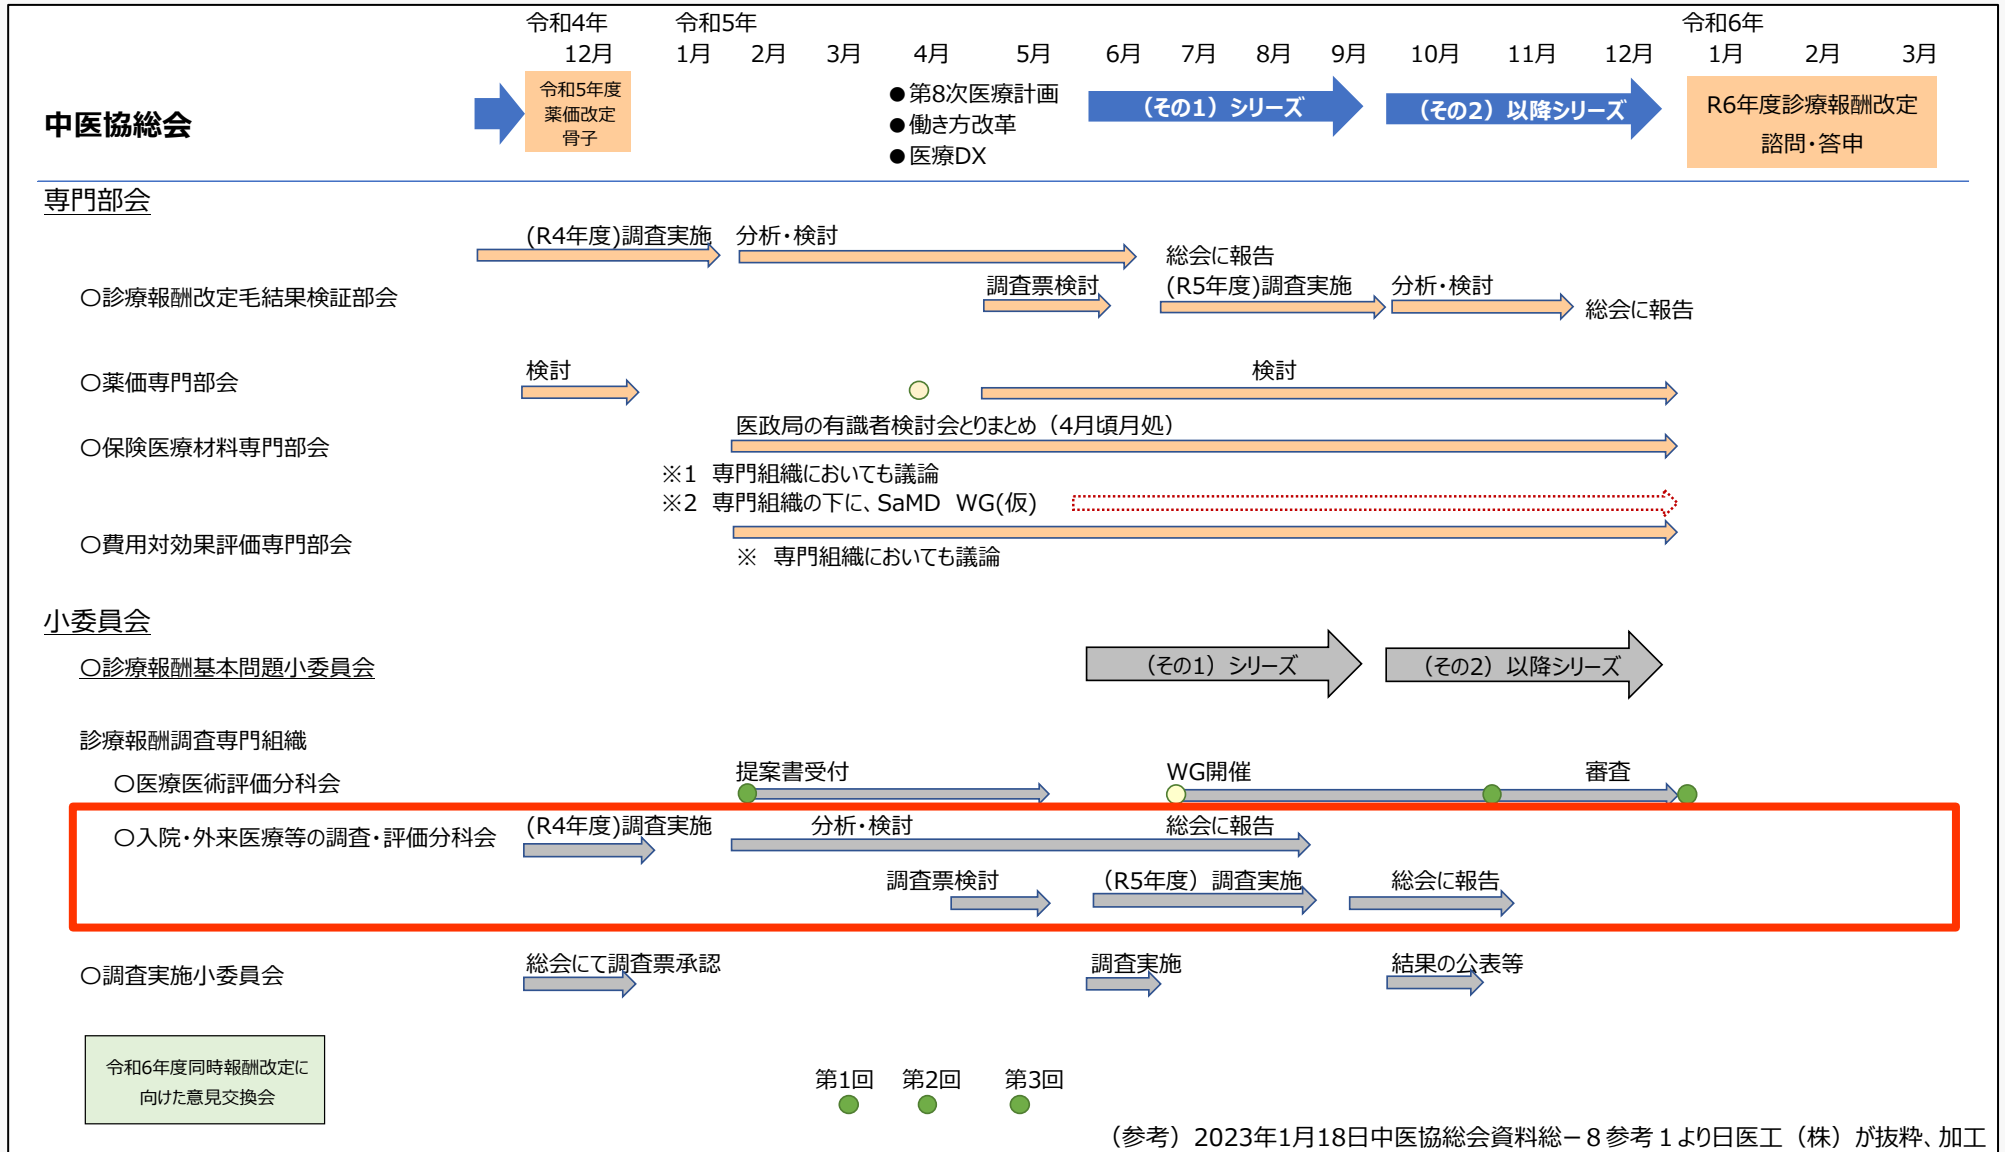 令和4年 令和5年 令和6年
12月 1月 2月 3月 4月 5月 6月 7月 8月 9月 10月 11月 12月 1月 2月 3月
中医協総会
令和5年度
薬価改定
骨子
●第8次医療計画
●働き方改革
●医療DX
（その1）シリーズ
（その2）以降シリーズ
R6年度診療報酬改定
諮問・答申
専門部会
(R4年度)調査実施 分析・検討
総会に報告
〇診療報酬改定毛結果検証部会
調査票検討 (R5年度)調査実施 分析・検討
総会に報告
〇薬価専門部会
検討 検討
〇保険医療材料専門部会
医政局の有識者検討会とりまとめ（4月頃月処）
※1 専門組織においても議論
※2 専門組織の下に、SaMD WG(仮)
〇費用対効果評価専門部会
※ 専門組織においても議論
小委員会
〇診療報酬基本問題小委員会
（その1）シリーズ
（その2）以降シリーズ
診療報酬調査専門組織
〇医療医術評価分科会
提案書受付 WG開催 審査
〇入院・外来医療等の調査・評価分科会
(R4年度)調査実施 分析・検討 総会に報告
調査票検討 （R5年度）調査実施 総会に報告
〇調査実施小委員会
総会にて調査票承認 調査実施 結果の公表等
令和6年度同時報酬改定に
向けた意見交換会
第1回 第2回 第3回
（参考）2023年1月18日中医協総会資料総－８参考１より日医工（株）が抜粋、加工